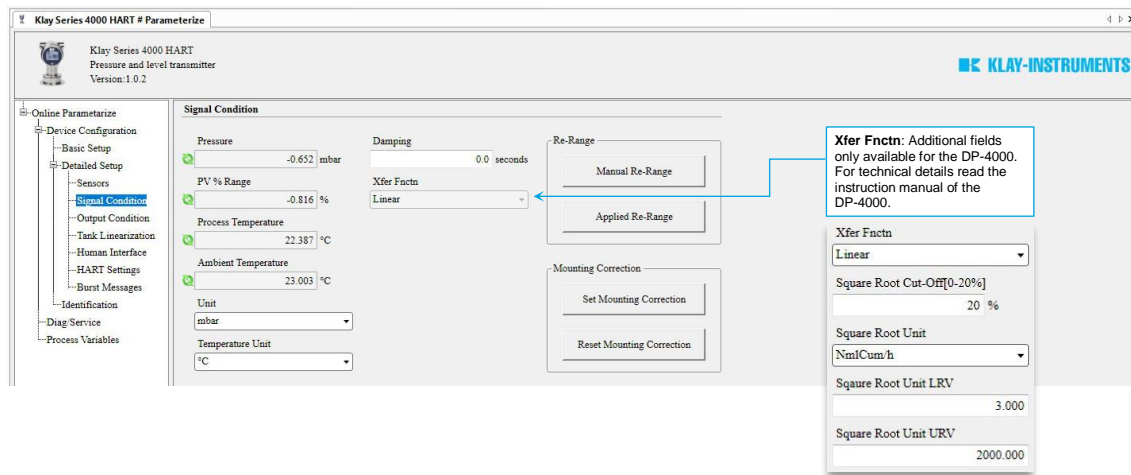 Klay Series 4000 HART # Parameterize
Klay Series 4000 HART
Pressure and level transmitter
Version:1.0.2
KLAY-INSTRUMENTS
Online Parametarize
Device Configuration
Basic Setup
Detailed Setup
Sensors
Signal Condition
Output Condition
Tank Linearization
Human Interface
HART Settings
Burst Messages
Identification
Diag/Service
Process Variables
Signal Condition
Pressure
-0.652 mbar
PV % Range
-0.816 %
Process Temperature
22.387 °C
Ambient Temperature
23.003 °C
Unit
mbar
Temperature Unit
°C
Damping
0.0 seconds
Xfer Fnctn
Linear
Re-Range
Manual Re-Range
Applied Re-Range
Mounting Correction
Set Mounting Correction
Reset Mounting Correction
Xfer Fnctn: Additional fields
only available for the DP-4000.
For technical details read the
instruction manual of the
DP-4000.
Xfer Fnctn
Linear
Square Root Cut-Off[0-20%]
20 %
Square Root Unit
NmlCum/h
Sqaure Root Unit LRV
3.000
Square Root Unit URV
2000.000